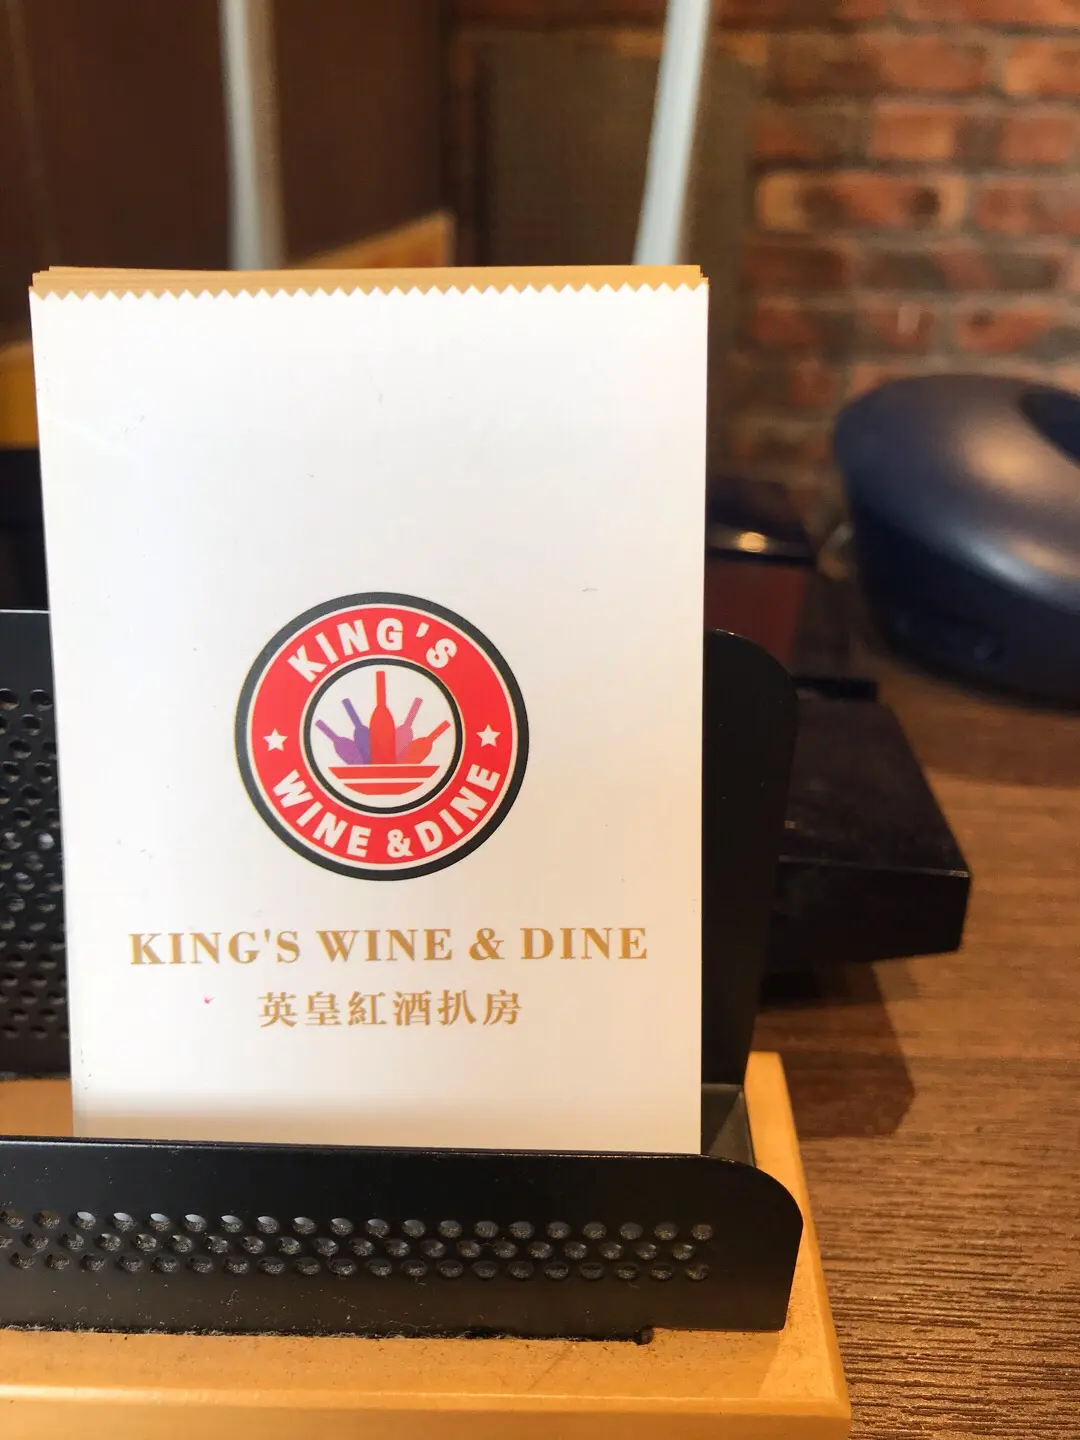 KING'S
WINE & DINE
KING'S WINE & DINE
英皇紅酒扒房